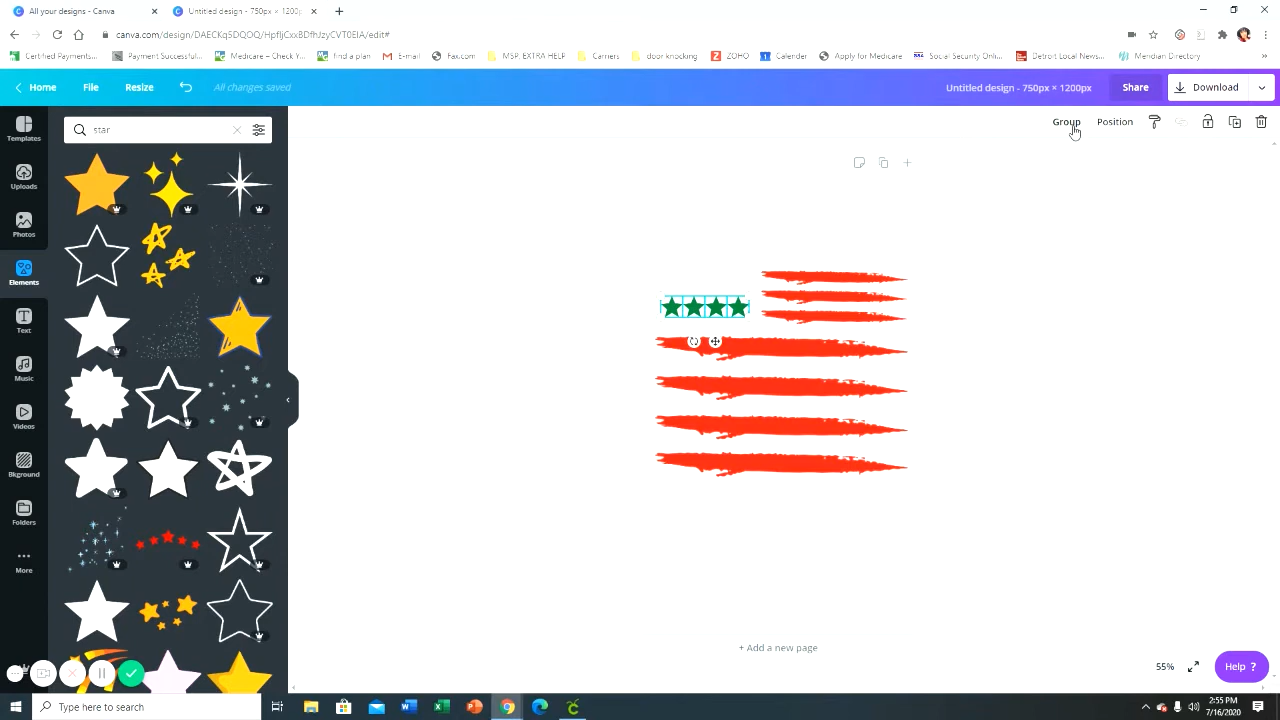 All your designs - Canva
Untitled design - 750px × 1200p
canva.com/design/DAECKq5DQOQ/HpfljCxxBDfhJzyCVT0EIA/edit#
Certified Payments...
Payment Successful...
Medicare – Check Y...
find a plan
E-mail
Fax.com
MSP, EXTRA HELP
Carriers
door knocking
ZOHO
Calender
Apply for Medicare
Social Security Onlin...
Detroit Local News...
Meridian Directory
Home
File
Resize
All changes saved
Untitled design - 750px × 1200px
Share
Download
Templates
star
Group
Position
Uploads
Photos
Elements
Text
Music
Videos
Bkground
Folders
More
+ Add a new page
55%
Help ?
Type here to search
2:55 PM
7/16/2020